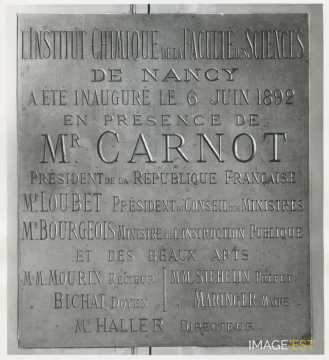 L'INSTITUT CHIMIQUE DE LA FACULTÉ DES SCIENCES
DE NANCY
A ÉTÉ INAUGURÉ LE 6 JUIN 1892
EN PRÉSENCE DE
MR. CARNOT
PRÉSIDENT DE LA RÉPUBLIQUE FRANÇAISE
MR LOUBET PRÉSIDENT DU CONSEIL DES MINISTRES
MR BOURGEOIS MINISTRE DE L'INSTRUCTION PUBLIQUE
ET DES BEAUX ARTS
M.M. MOURIN RECTEUR M.M. STEHELIN PRÉFET
BICHAT DOYEN MARINGER MAIRE
MR HALLER DIRECTEUR
IMAGE'EST